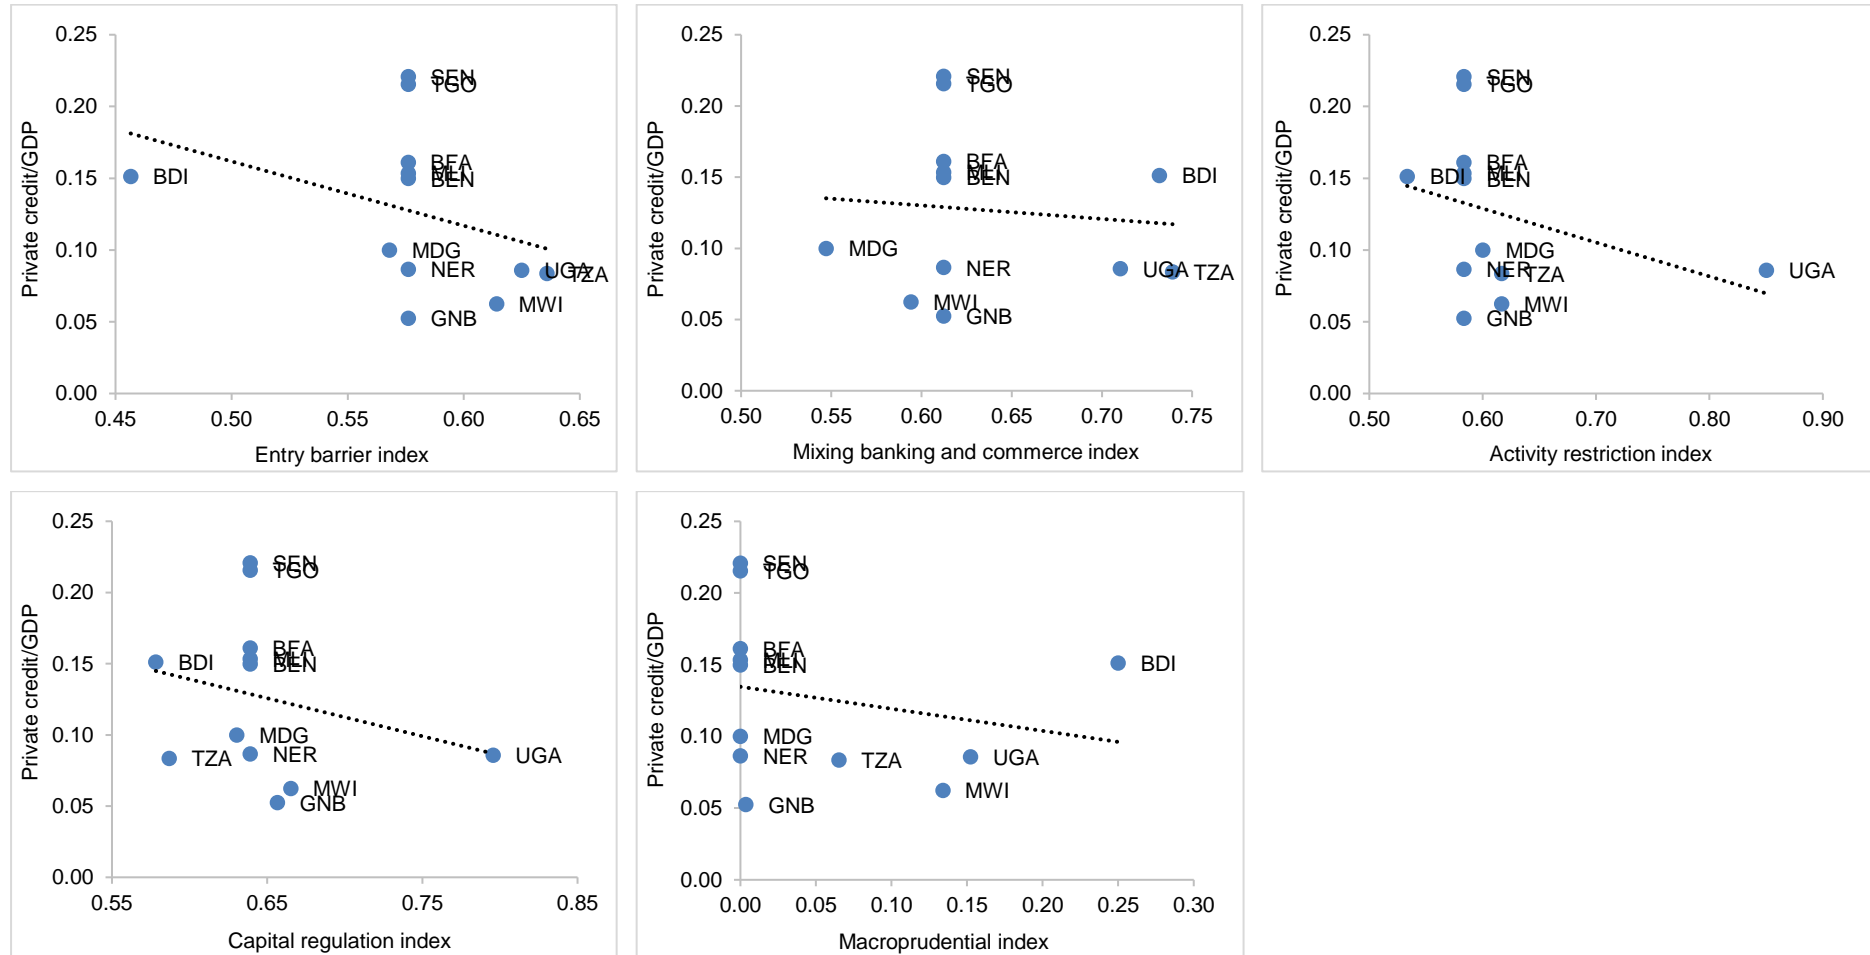 0.25
0.20
0.15
0.10
0.05
0.00
Private credit/GDP
SEN
TGO
BFA
MLI
BEN
BDI
MDG
NER
UGA
TZA
MWI
GNB
0.45 0.50 0.55 0.60 0.65
Entry barrier index
0.25
0.20
0.15
0.10
0.05
0.00
Private credit/GDP
SEN
TGO
BFA
MLI
BEN
BDI
MDG
NER
UGA
TZA
MWI
GNB
0.50 0.55 0.60 0.65 0.70 0.75
Mixing banking and commerce index
0.25
0.20
0.15
0.10
0.05
0.00
Private credit/GDP
SEN
TGO
BFA
MLI
BEN
BDI
MDG
NER
TZA
UGA
MWI
GNB
0.50 0.60 0.70 0.80 0.90
Activity restriction index
0.25
0.20
0.15
0.10
0.05
0.00
Private credit/GDP
SEN
TGO
BFA
MLI
BEN
BDI
MDG
NER
TZA
UGA
MWI
GNB
0.55 0.65 0.75 0.85
Capital regulation index
0.25
0.20
0.15
0.10
0.05
0.00
Private credit/GDP
SEN
TGO
BFA
MLI
BEN
BDI
MDG
NER
TZA
UGA
MWI
GNB
0.00 0.05 0.10 0.15 0.20 0.25 0.30
Macroprudential index